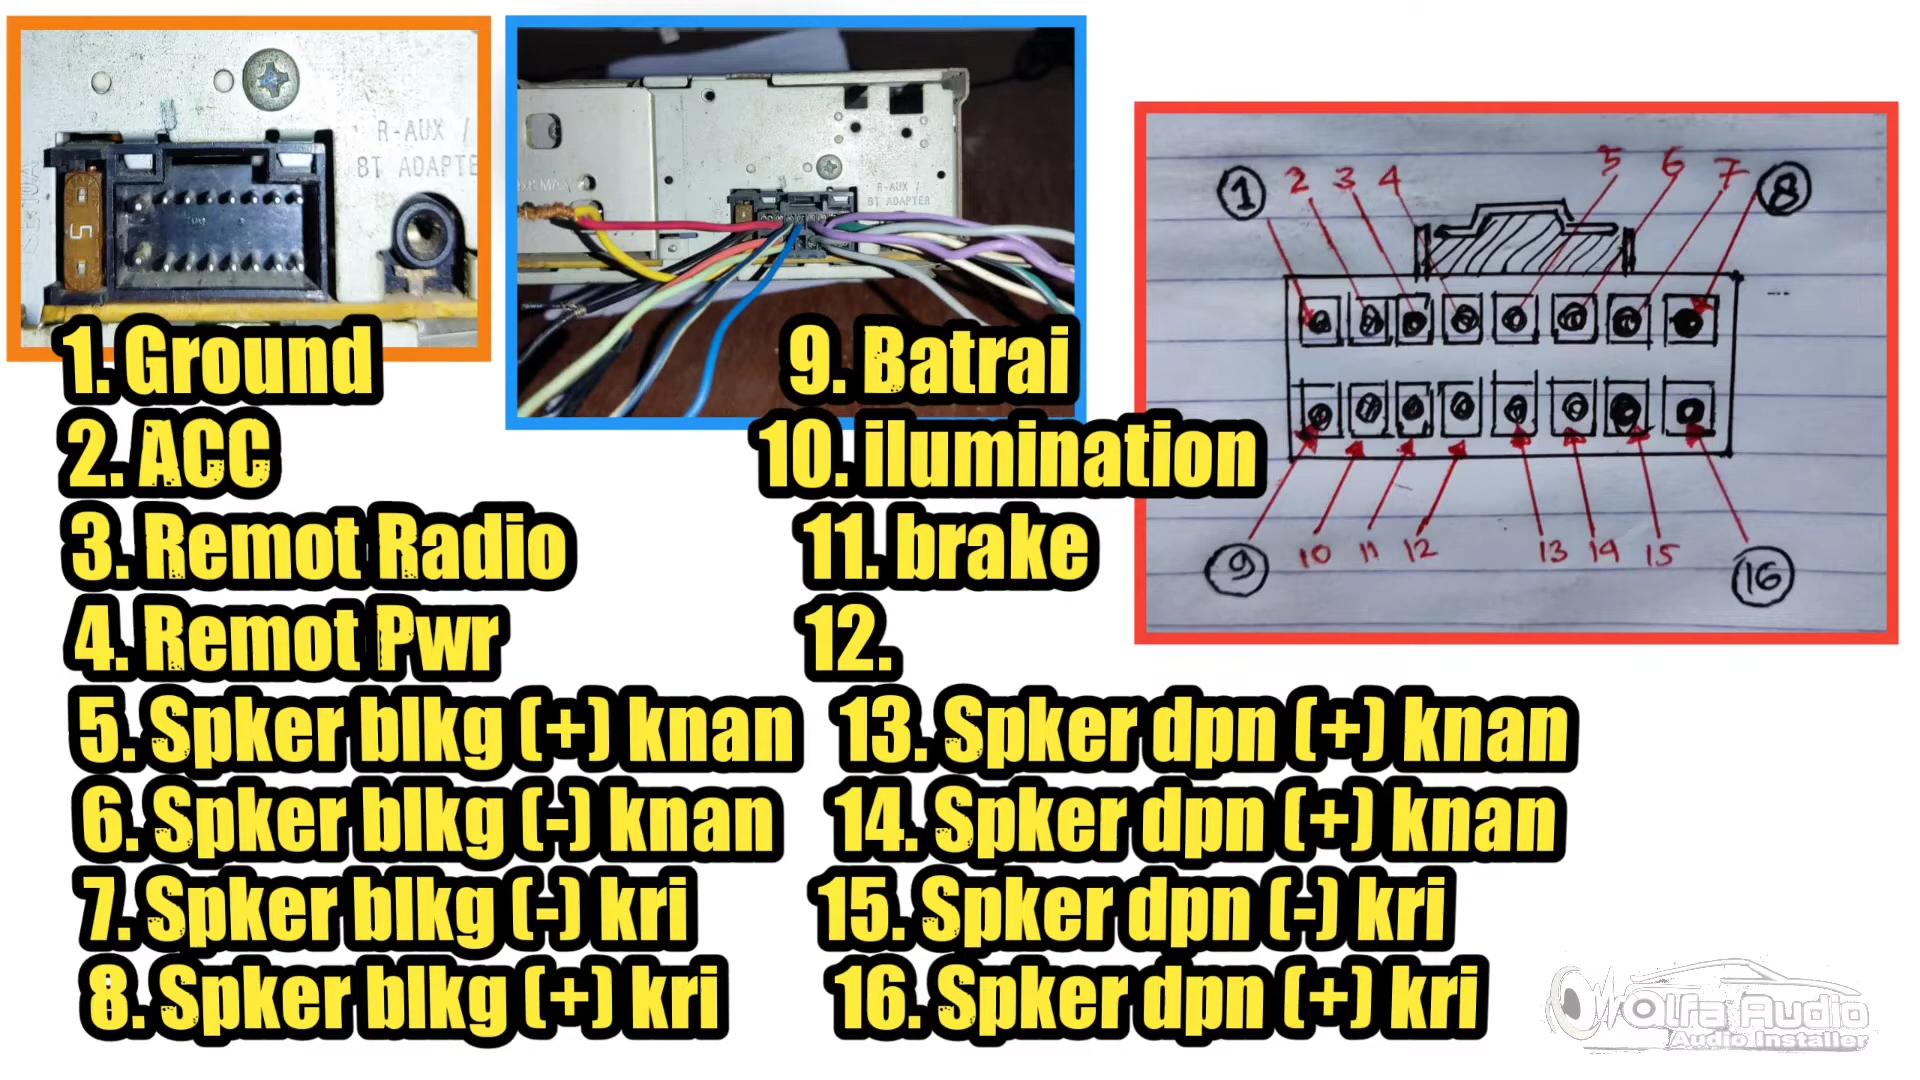 R-AUX /
BT ADAPTE
5
R-AUX /
BT ADAPTER
1 2 3 4 5 6 7 8
9 10 11 12 13 14 15 16
1. Ground
2. ACC
3. Remot Radio
4. Remot Pwr
5. Spker blkg (+) knan
6. Spker blkg (-) knan
7. Spker blkg (-) kri
8. Spker blkg (+) kri
9. Batrai
10. ilumination
11. brake
12.
13. Spker dpn (+) knan
14. Spker dpn (+) knan
15. Spker dpn (-) kri
16. Spker dpn (+) kri
Olfa Audio
Audio Installer